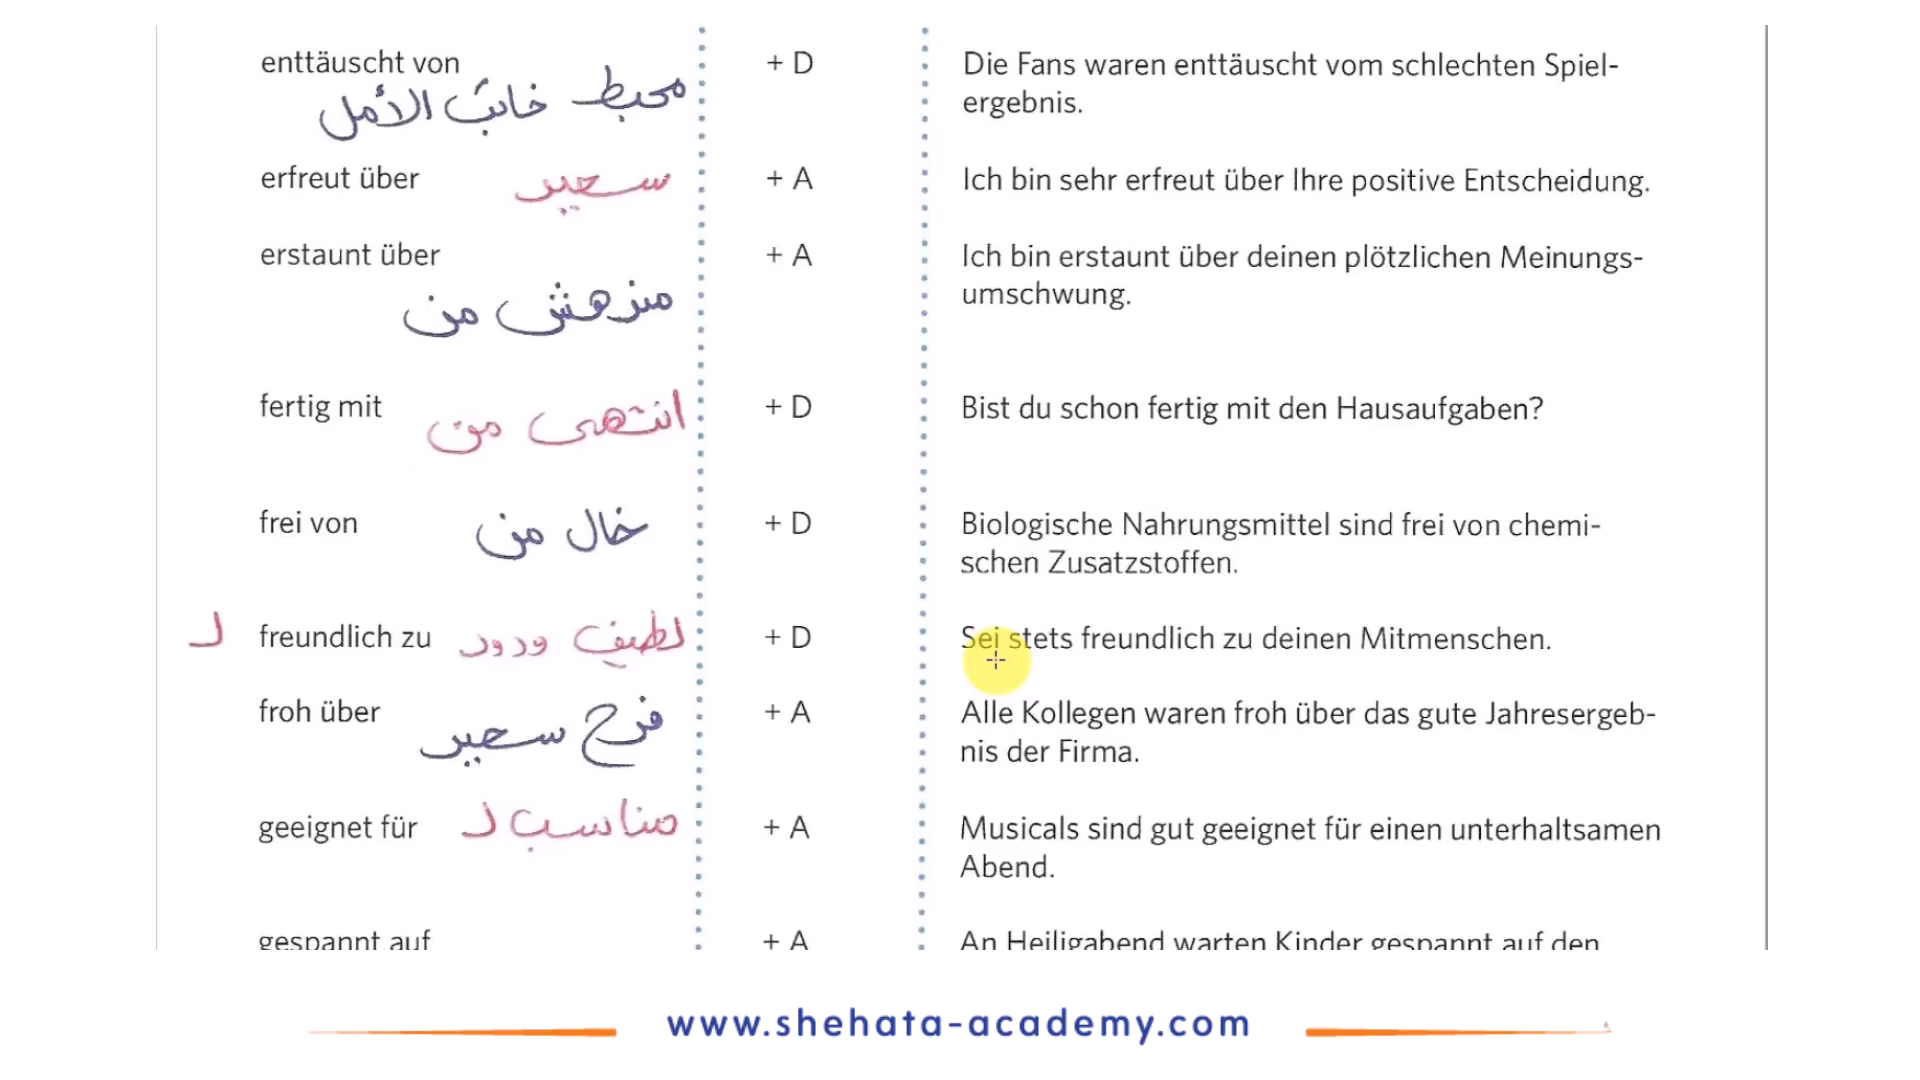 enttäuscht von + D Die Fans waren enttäuscht vom schlechten Spiel-
محبط خائب الأمل ergebnis.
erfreut über سعيد + A Ich bin sehr erfreut über Ihre positive Entscheidung.
erstaunt über + A Ich bin erstaunt über deinen plötzlichen Meinungs-
مندهش من umschwung.
fertig mit انتهى من + D Bist du schon fertig mit den Hausaufgaben?
frei von خال من + D Biologische Nahrungsmittel sind frei von chemi-
schen Zusatzstoffen.
لـ freundlich zu لطيف ودود + D Sei stets freundlich zu deinen Mitmenschen.
froh über فرح سعيد + A Alle Kollegen waren froh über das gute Jahresergeb-
nis der Firma.
geeignet für مناسب لـ + A Musicals sind gut geeignet für einen unterhaltsamen
Abend.
gespannt auf + A An Heiligabend warten Kinder gespannt auf den
www.shehata-academy.com